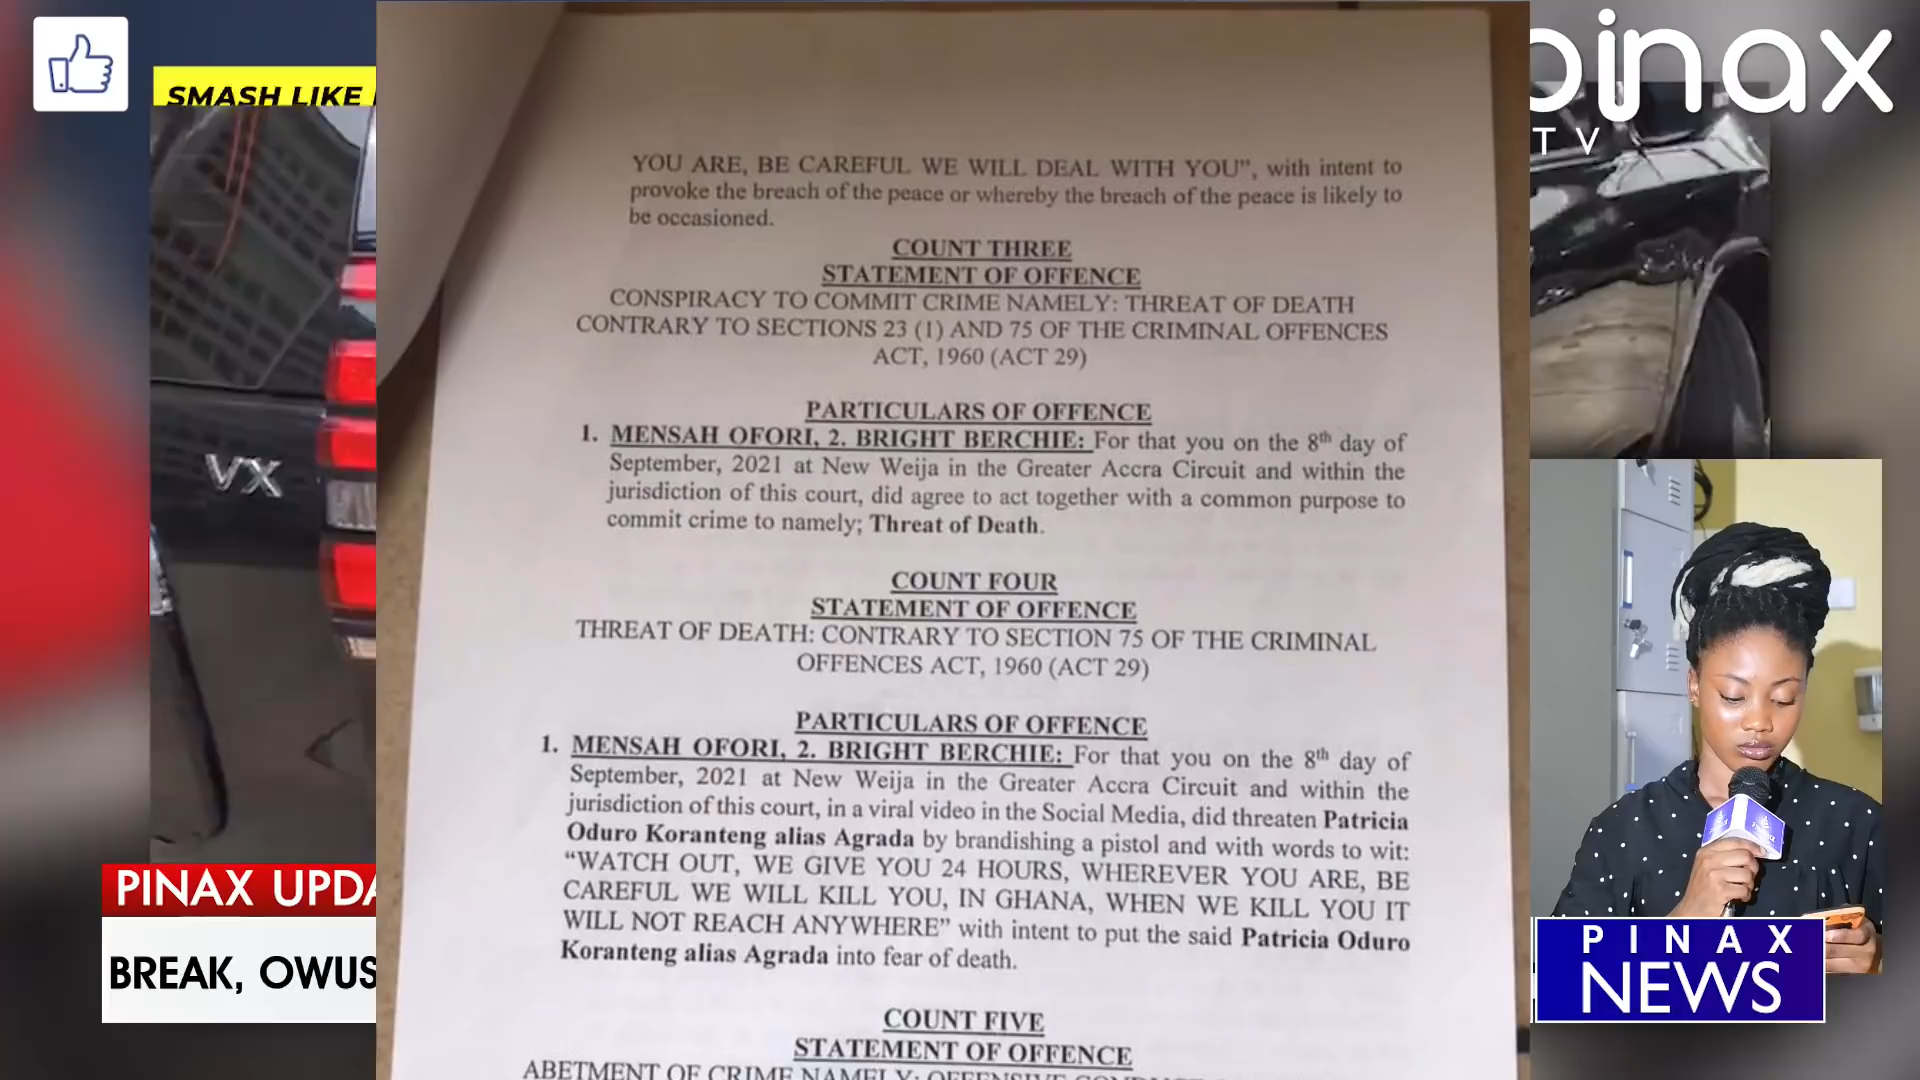 SMASH LIKE
pinax
TV
YOU ARE, BE CAREFUL WE WILL DEAL WITH YOU”, with intent to
provoke the breach of the peace or whereby the breach of the peace is likely to
be occasioned.
COUNT THREE
STATEMENT OF OFFENCE
CONSPIRACY TO COMMIT CRIME NAMELY: THREAT OF DEATH
CONTRARY TO SECTIONS 23 (1) AND 75 OF THE CRIMINAL OFFENCES
ACT, 1960 (ACT 29)
PARTICULARS OF OFFENCE
1. MENSAH OFORI, 2. BRIGHT BERCHIE: For that you on the 8th day of
September, 2021 at New Weija in the Greater Accra Circuit and within the
jurisdiction of this court, did agree to act together with a common purpose to
commit crime to namely; Threat of Death.
COUNT FOUR
STATEMENT OF OFFENCE
THREAT OF DEATH: CONTRARY TO SECTION 75 OF THE CRIMINAL
OFFENCES ACT, 1960 (ACT 29)
PARTICULARS OF OFFENCE
1. MENSAH OFORI, 2. BRIGHT BERCHIE: For that you on the 8th day of
September, 2021 at New Weija in the Greater Accra Circuit and within the
jurisdiction of this court, in a viral video in the Social Media, did threaten Patricia
Oduro Koranteng alias Agrada by brandishing a pistol and with words to wit:
“WATCH OUT, WE GIVE YOU 24 HOURS, WHEREVER YOU ARE, BE
CAREFUL WE WILL KILL YOU, IN GHANA, WHEN WE KILL YOU IT
WILL NOT REACH ANYWHERE” with intent to put the said Patricia Oduro
Koranteng alias Agrada into fear of death.
COUNT FIVE
STATEMENT OF OFFENCE
ABETMENT OF CRIME NAMELY: OFFENSIVE
VX
PINAX UPDA
BREAK, OWUS
PINAX
NEWS